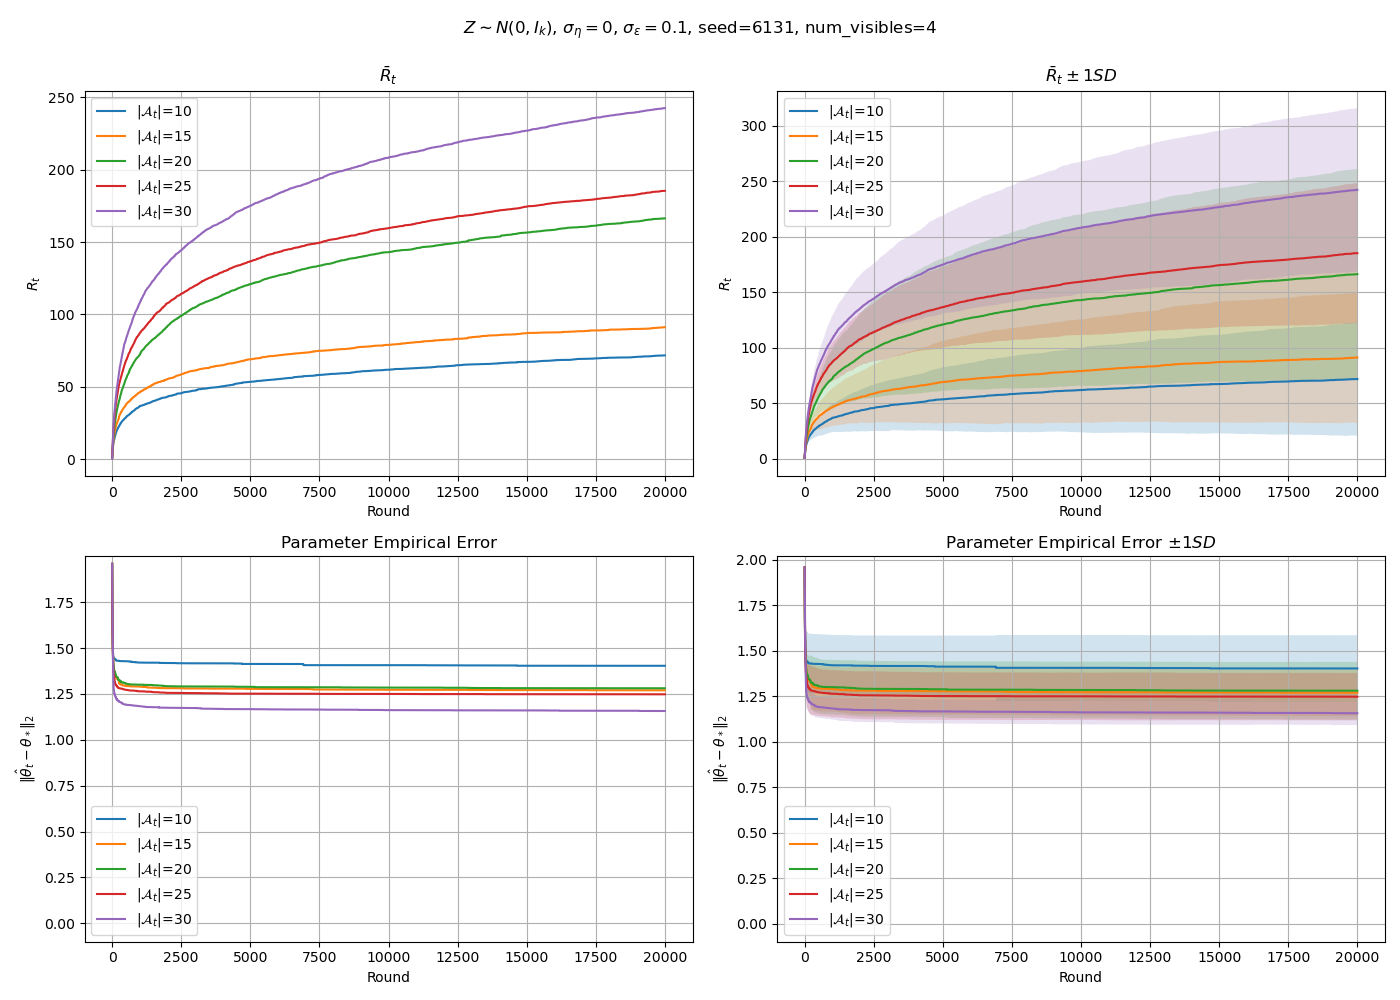 Z ∼ N(0, I_k), σ_η = 0, σ_ε = 0.1, seed=6131, num_visibles=4
R̄_t
R_t
250
200
150
100
50
0
|𝒜_t|=10
|𝒜_t|=15
|𝒜_t|=20
|𝒜_t|=25
|𝒜_t|=30
0 2500 5000 7500 10000 12500 15000 17500 20000
Round
R̄_t ± 1SD
R_t
300
250
200
150
100
50
0
|𝒜_t|=10
|𝒜_t|=15
|𝒜_t|=20
|𝒜_t|=25
|𝒜_t|=30
0 2500 5000 7500 10000 12500 15000 17500 20000
Round
Parameter Empirical Error
‖θ̂_t − θ_*‖_2
1.75
1.50
1.25
1.00
0.75
0.50
0.25
0.00
|𝒜_t|=10
|𝒜_t|=15
|𝒜_t|=20
|𝒜_t|=25
|𝒜_t|=30
0 2500 5000 7500 10000 12500 15000 17500 20000
Round
Parameter Empirical Error ±1SD
‖θ̂_t − θ_*‖_2
2.00
1.75
1.50
1.25
1.00
0.75
0.50
0.25
0.00
|𝒜_t|=10
|𝒜_t|=15
|𝒜_t|=20
|𝒜_t|=25
|𝒜_t|=30
0 2500 5000 7500 10000 12500 15000 17500 20000
Round